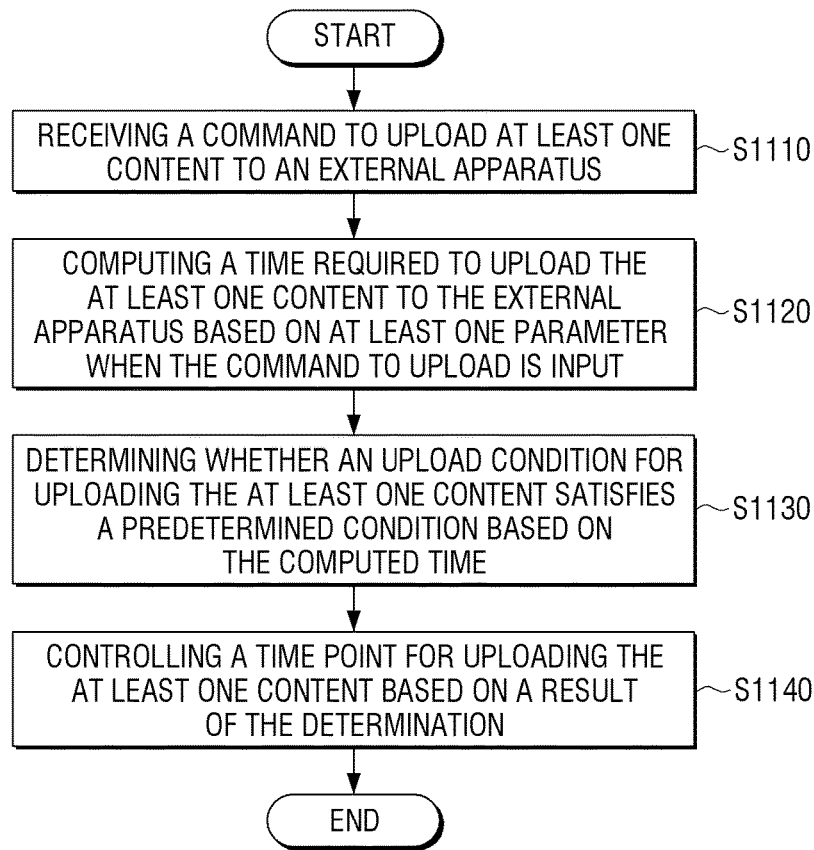 START
RECEIVING A COMMAND TO UPLOAD AT LEAST ONE
CONTENT TO AN EXTERNAL APPARATUS
S1110
COMPUTING A TIME REQUIRED TO UPLOAD THE
AT LEAST ONE CONTENT TO THE EXTERNAL
APPARATUS BASED ON AT LEAST ONE PARAMETER
WHEN THE COMMAND TO UPLOAD IS INPUT
S1120
DETERMINING WHETHER AN UPLOAD CONDITION FOR
UPLOADING THE AT LEAST ONE CONTENT SATISFIES
A PREDETERMINED CONDITION BASED ON
THE COMPUTED TIME
S1130
CONTROLLING A TIME POINT FOR UPLOADING THE
AT LEAST ONE CONTENT BASED ON A RESULT
OF THE DETERMINATION
S1140
END